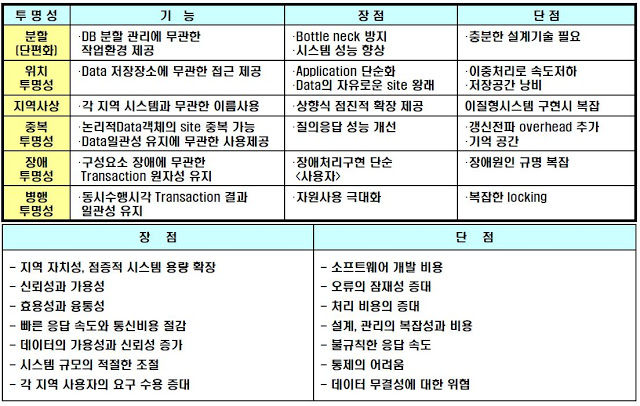 투 명 성 기 능 장 점 단 점
분할 (단편화) ·DB 분할 관리에 무관한 작업환경 제공 ·Bottle neck 방지 ·시스템 성능 향상 ·충분한 설계기술 필요
위치 투명성 ·Data 저장장소에 무관한 접근 제공 ·Application 단순화 ·Data의 자유로운 site 왕래 ·이중처리로 속도저하 ·저장공간 낭비
지역사상 ·각 지역 시스템과 무관한 이름사용 ·상향식 점진적 확장 제공 이질형시스템 구현시 복잡
중복 투명성 ·논리적Data객체의 site 중복 가능 ·Data일관성 유지에 무관한 사용제공 ·질의응답 성능 개선 ·갱신전파 overhead 추가 ·기억 공간
장애 투명성 ·구성요소 장애에 무관한 Transaction 원자성 유지 ·장애처리구현 단순 <사용자> ·장애원인 규명 복잡
병행 투명성 ·동시수행시각 Transaction 결과 일관성 유지 ·자원사용 극대화 ·복잡한 locking
장 점 단 점
– 지역 자치성, 점증적 시스템 용량 확장 – 소프트웨어 개발 비용
– 신뢰성과 가용성 – 오류의 잠재성 증대
– 효용성과 융통성 – 처리 비용의 증대
– 빠른 응답 속도와 통신비용 절감 – 설계, 관리의 복잡성과 비용
– 데이터의 가용성과 신뢰성 증가 – 불규칙한 응답 속도
– 시스템 규모의 적절한 조절 – 통제의 어려움
– 각 지역 사용자의 요구 수용 증대 – 데이터 무결성에 대한 위협